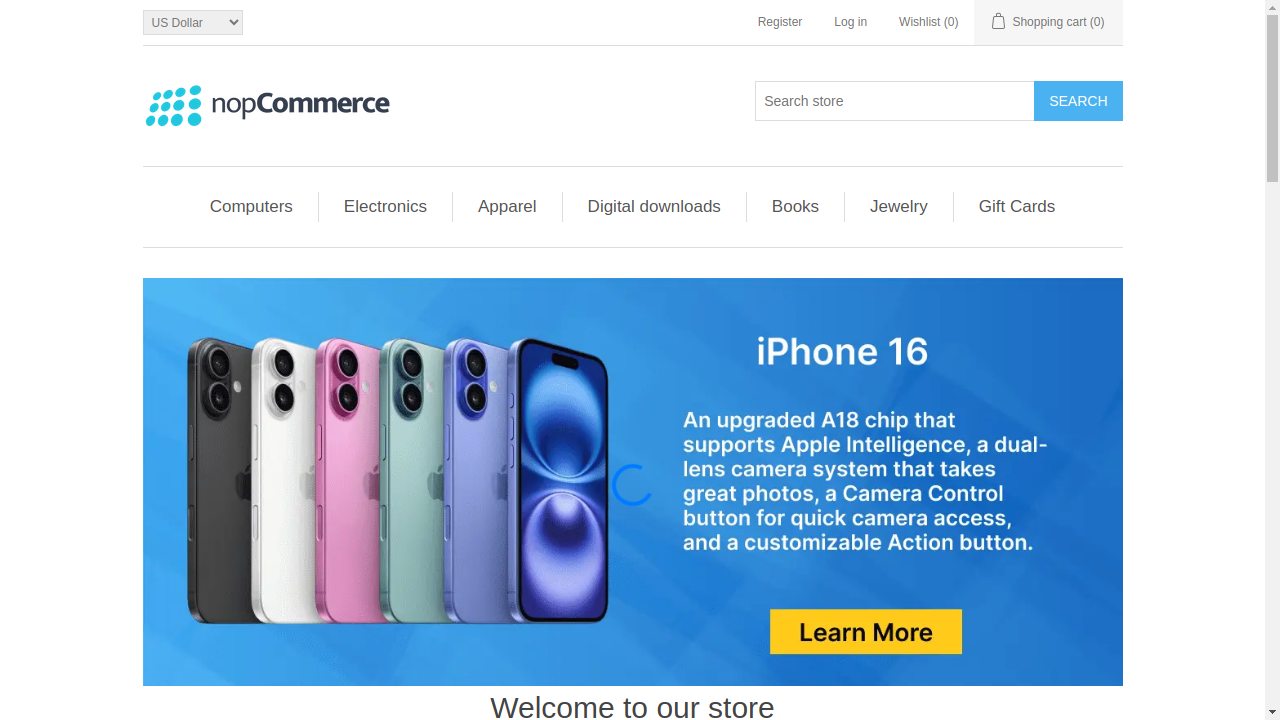 US Dollar
Register
Log in
Wishlist (0)
Shopping cart (0)
nopCommerce
Search store
SEARCH
Computers
Electronics
Apparel
Digital downloads
Books
Jewelry
Gift Cards
iPhone 16
An upgraded A18 chip that
supports Apple Intelligence, a dual-
lens camera system that takes
great photos, a Camera Control
button for quick camera access,
and a customizable Action button.
Learn More
Welcome to our store